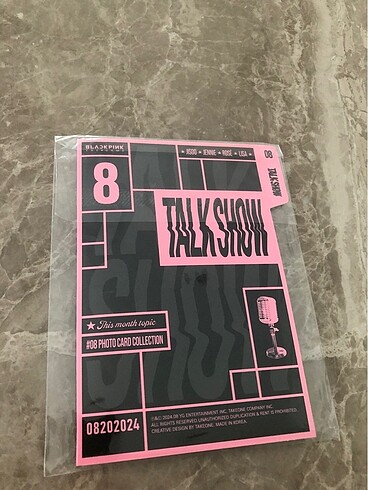 BLACKPINK
★ JISOO ★ JENNIE ★ ROSÉ ★ LISA ★
08
TALKSHOW
8
TALK SHOW
TALK
SHOW
★ This month topic
#08 PHOTO CARD COLLECTION
08202024
ⓟ&© 2024.08 YG ENTERTAINMENT INC., TAKEONE COMPANY INC.
ALL RIGHTS RESERVED. UNAUTHORIZED DUPLICATION & RENT IS PROHIBITED.
CREATIVE DESIGN BY TAKEONE. MADE IN KOREA.